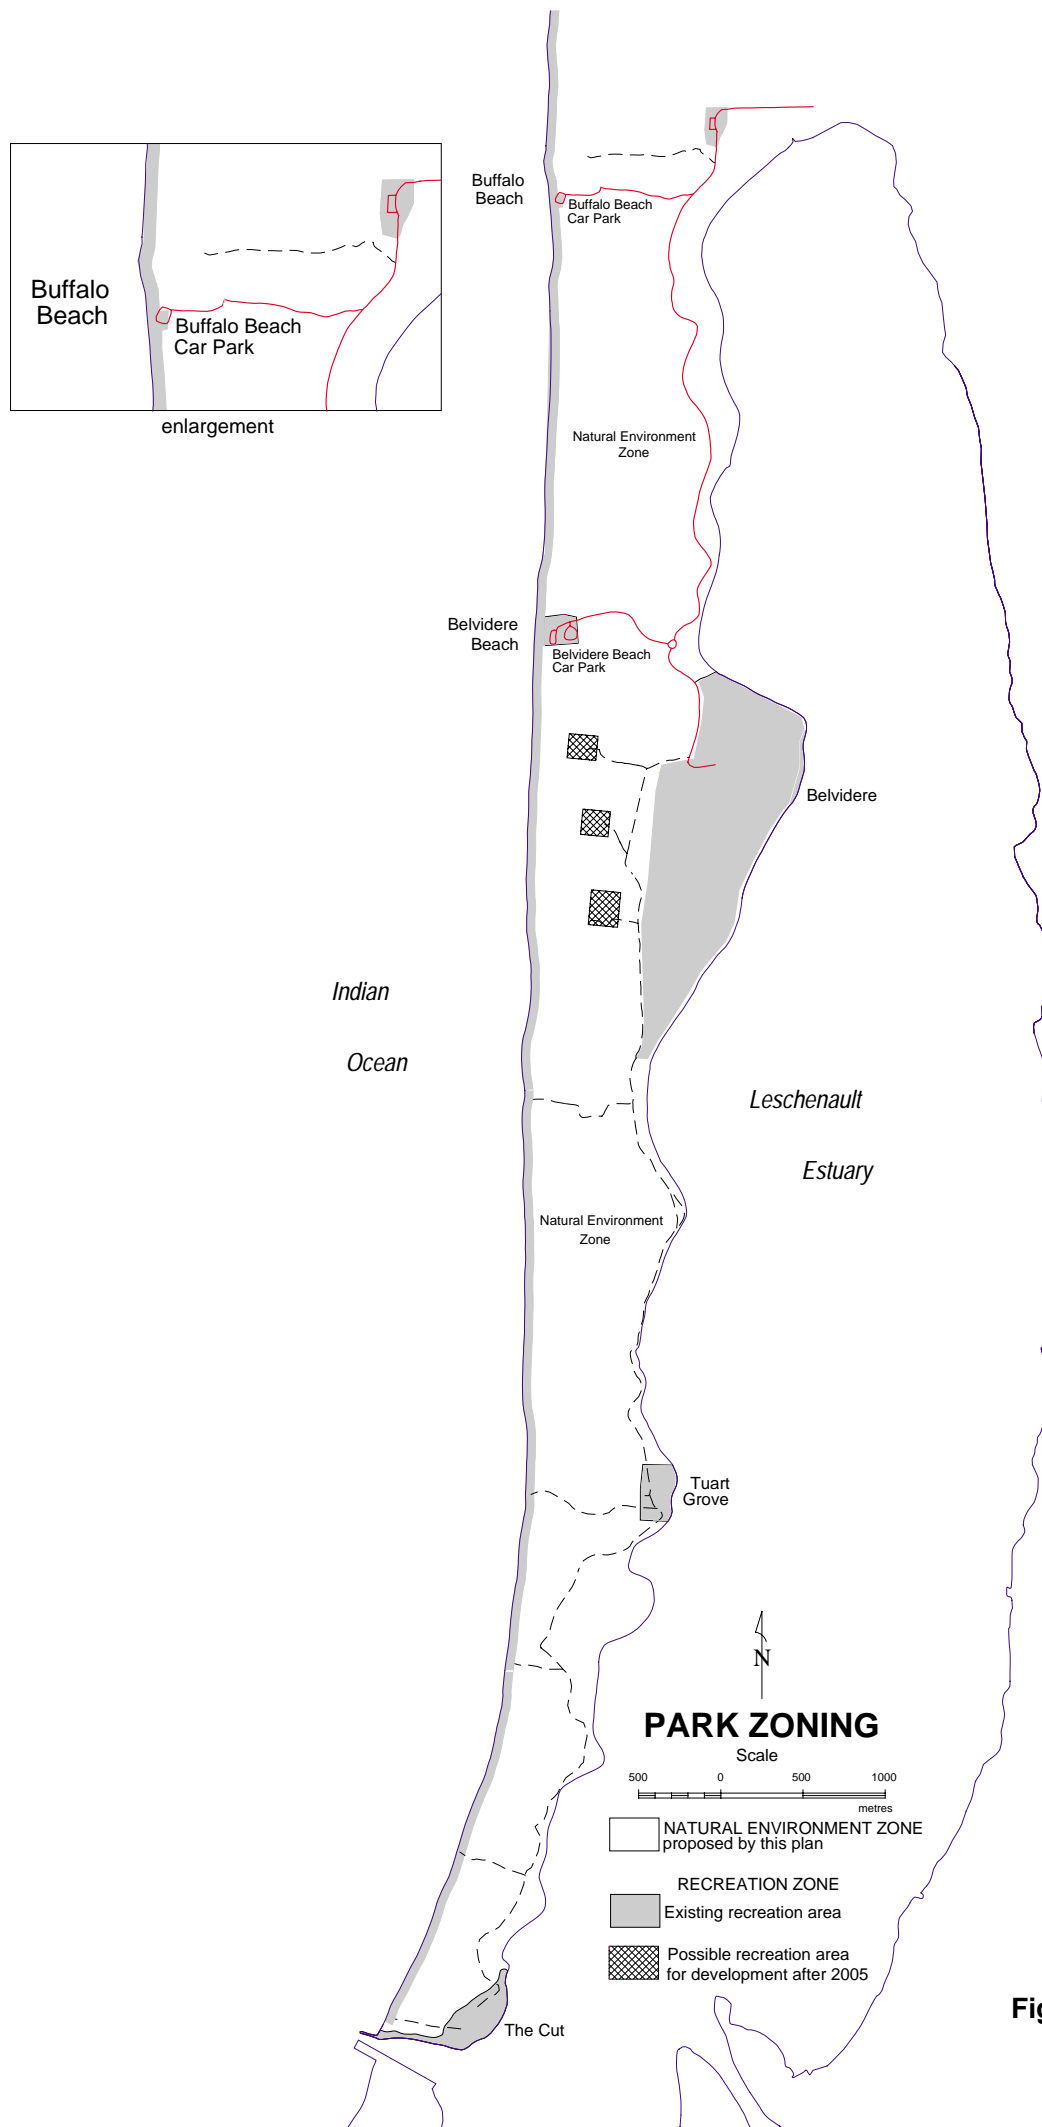 Buffalo
Beach
Buffalo Beach
Car Park
Buffalo
Beach
Buffalo Beach
Car Park
enlargement
Natural Environment
Zone
Belvidere
Beach
Belvidere Beach
Car Park
Belvidere
Indian
Ocean
Leschenault
Estuary
Natural Environment
Zone
Tuart
Grove
N
PARK ZONING
Scale
500 0 500 1000
metres
NATURAL ENVIRONMENT ZONE
proposed by this plan
RECREATION ZONE
Existing recreation area
Possible recreation area
for development after 2005
The Cut
Fig